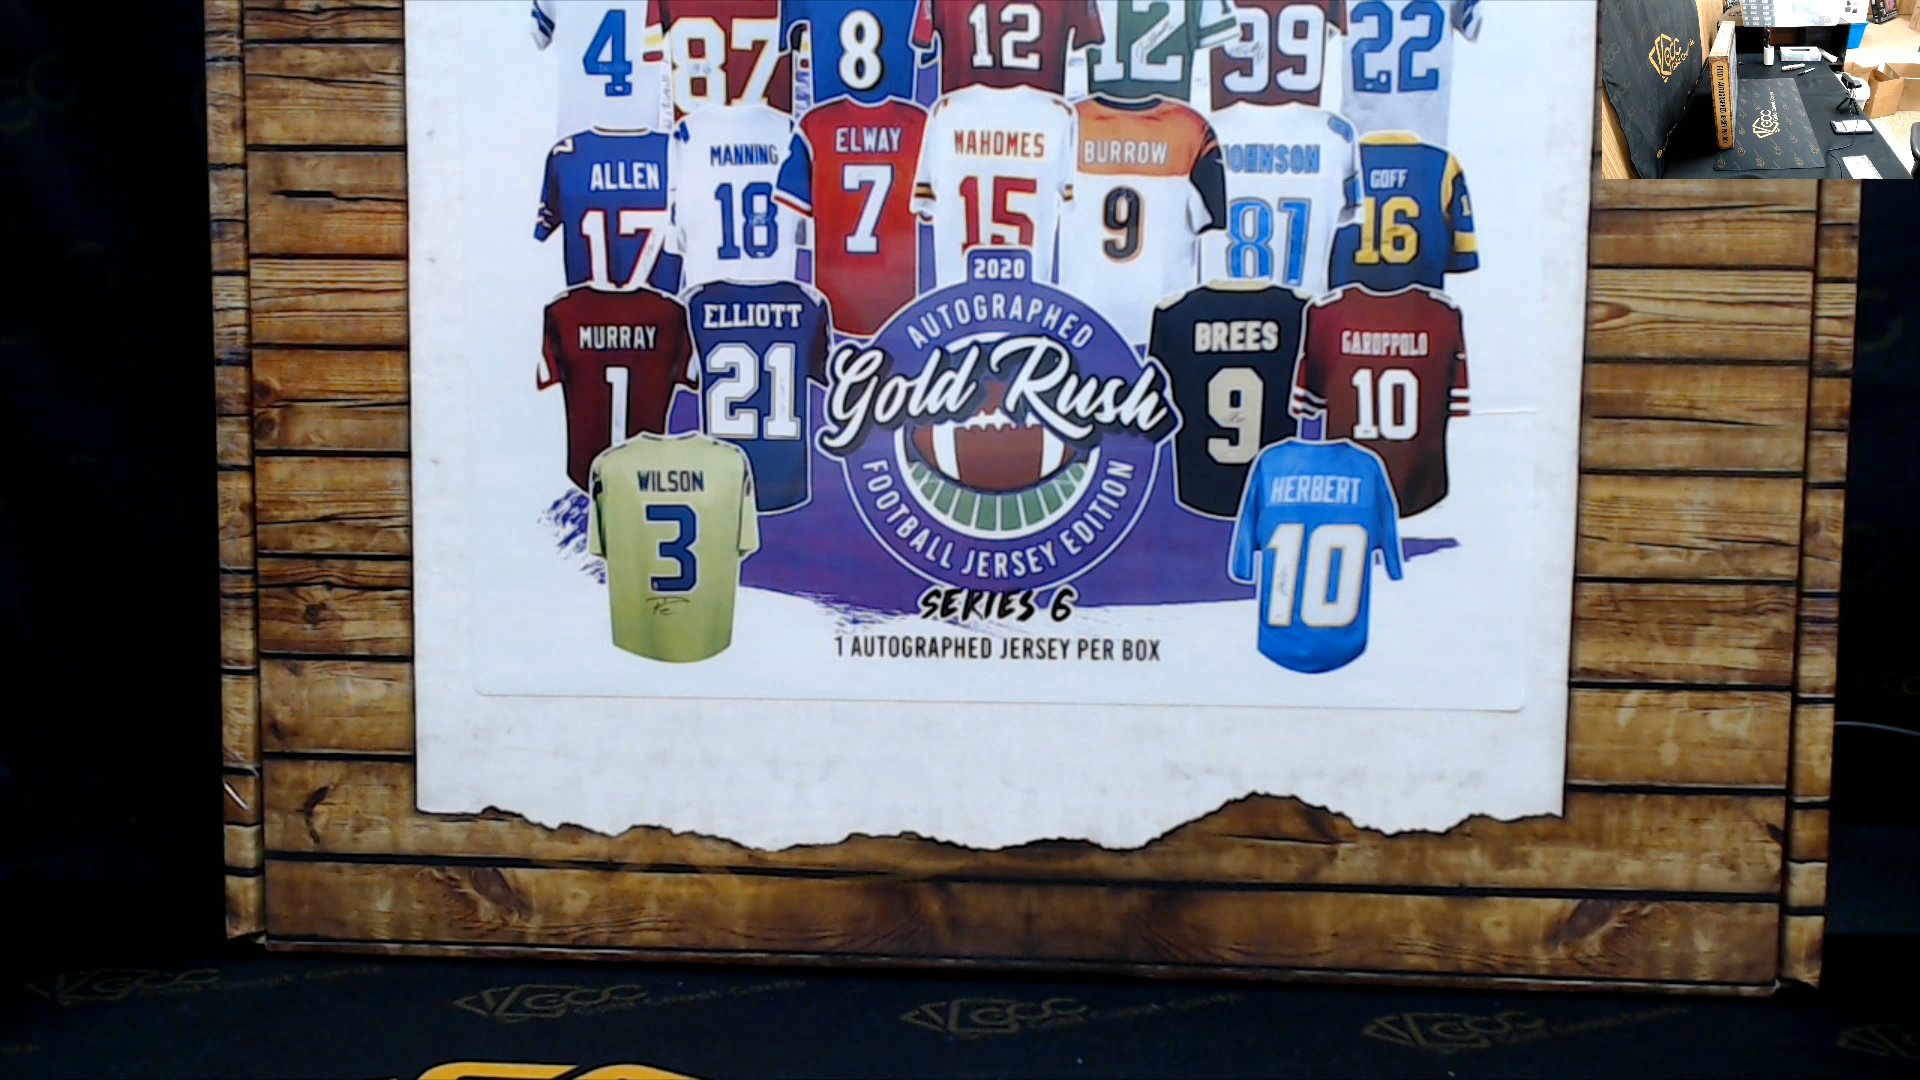 4 87 8 12 12 99 22
ALLEN MANNING ELWAY MAHOMES BURROW JOHNSON GOFF
17 18 7 15 9 81 16
MURRAY ELLIOTT BREES GAROPPOLO
1 21 9 10
2020
AUTOGRAPHED
Gold Rush
FOOTBALL JERSEY EDITION
WILSON HERBERT
3 10
SERIES 6
1 AUTOGRAPHED JERSEY PER BOX
GCC